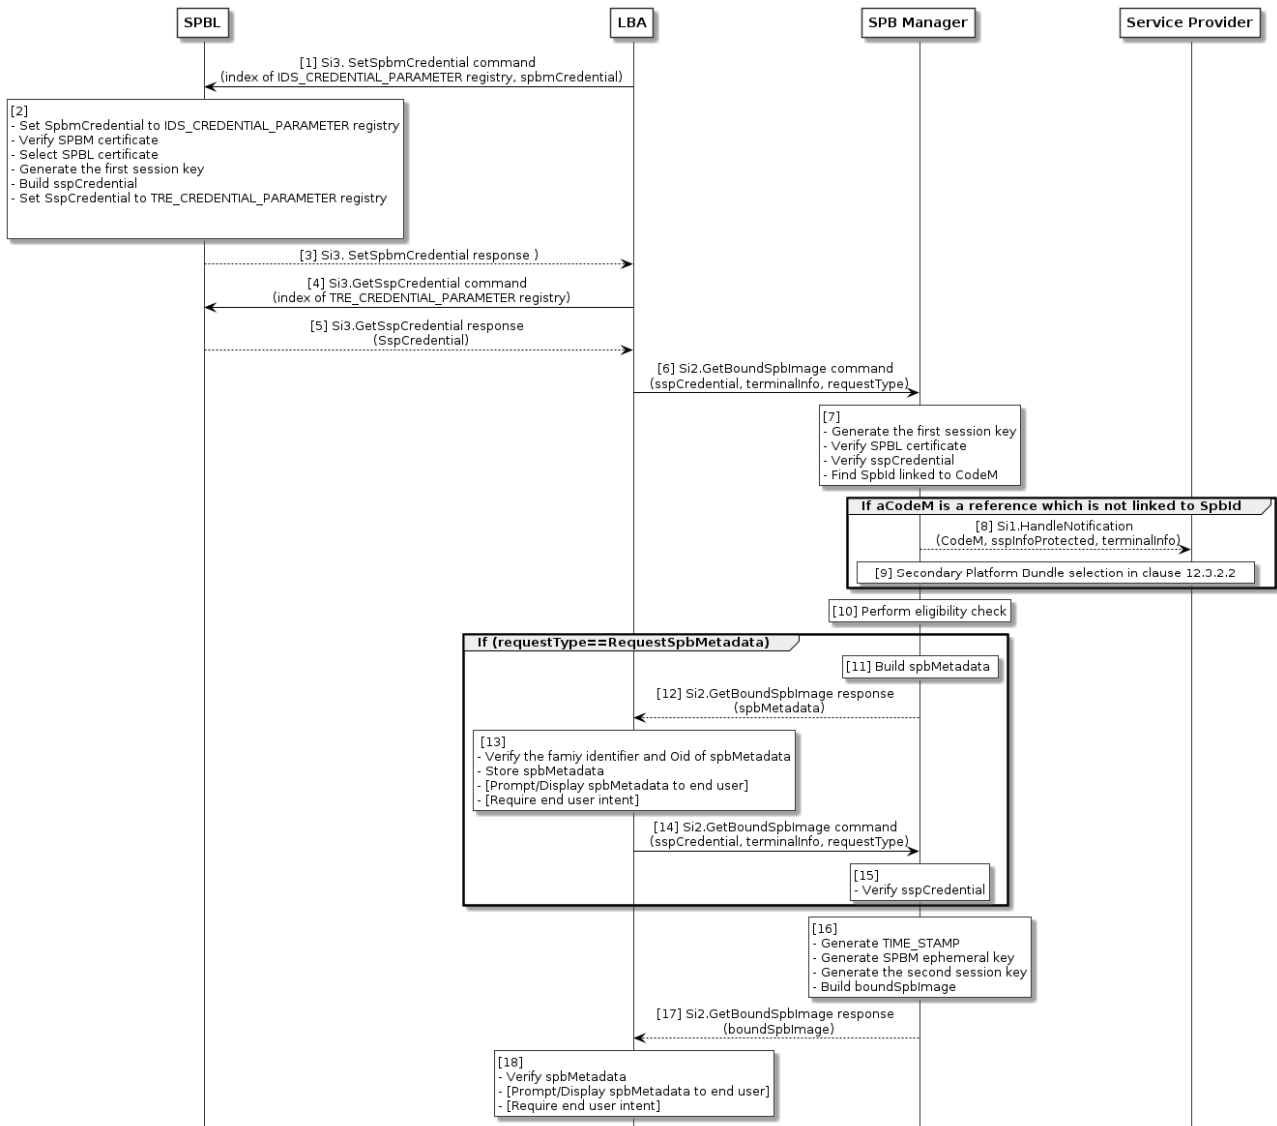 SPBL
LBA
SPB Manager
Service Provider
[1] Si3. SetSpbmCredential command
(index of IDS_CREDENTIAL_PARAMETER registry, spbmCredential)
[2]
- Set SpbmCredential to IDS_CREDENTIAL_PARAMETER registry
- Verify SPBM certificate
- Select SPBL certificate
- Generate the first session key
- Build sspCredential
- Set SspCredential to TRE_CREDENTIAL_PARAMETER registry
[3] Si3. SetSpbmCredential response )
[4] Si3.GetSspCredential command
(index of TRE_CREDENTIAL_PARAMETER registry)
[5] Si3.GetSspCredential response
(SspCredential)
[6] Si2.GetBoundSpbImage command
(sspCredential, terminalInfo, requestType)
[7]
- Generate the first session key
- Verify SPBL certificate
- Verify sspCredential
- Find SpbId linked to CodeM
If aCodeM is a reference which is not linked to SpbId
[8] Si1.HandleNotification
(CodeM, sspInfoProtected, terminalInfo)
[9] Secondary Platform Bundle selection in clause 12.3.2.2
[10] Perform eligibility check
If (requestType==RequestSpbMetadata)
[11] Build spbMetadata
[12] Si2.GetBoundSpbImage response
(spbMetadata)
[13]
- Verify the famiy identifier and Oid of spbMetadata
- Store spbMetadata
- [Prompt/Display spbMetadata to end user]
- [Require end user intent]
[14] Si2.GetBoundSpbImage command
(sspCredential, terminalInfo, requestType)
[15]
- Verify sspCredential
[16]
- Generate TIME_STAMP
- Generate SPBM ephemeral key
- Generate the second session key
- Build boundSpbImage
[17] Si2.GetBoundSpbImage response
(boundSpbImage)
[18]
- Verify spbMetadata
- [Prompt/Display spbMetadata to end user]
- [Require end user intent]